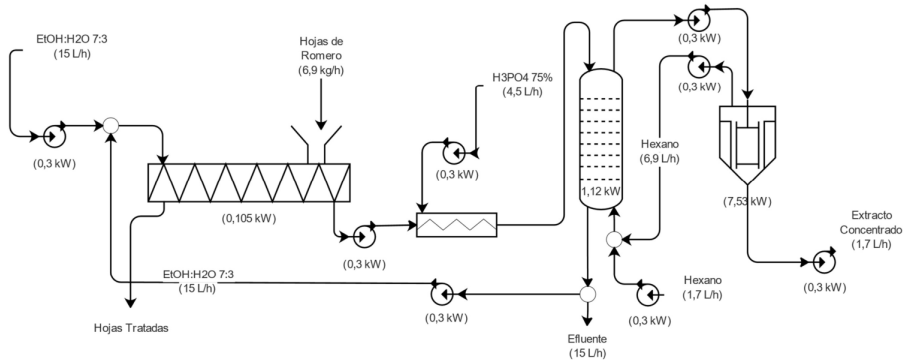 EtOH:H2O 7:3
(15 L/h)
(0,3 kW)
Hojas de
Romero
(6,9 kg/h)
(0,105 kW)
(0,3 kW)
H3PO4 75%
(4,5 L/h)
(0,3 kW)
1,12 kW
(0,3 kW)
(0,3 kW)
Hexano
(6,9 L/h)
(7,53 kW)
Extracto
Concentrado
(1,7 L/h)
(0,3 kW)
Hexano
(1,7 L/h)
(0,3 kW)
EtOH:H2O 7:3
(15 L/h)
(0,3 kW)
Hojas Tratadas
Efluente
(15 L/h)